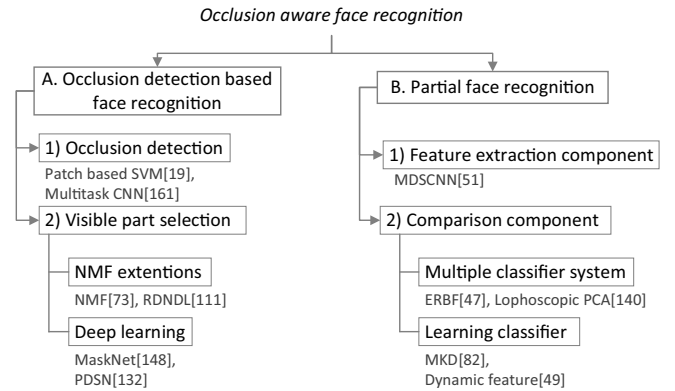 Occlusion aware face recognition
A. Occlusion detection based
face recognition
1) Occlusion detection
Patch based SVM[19],
Multitask CNN[161]
2) Visible part selection
NMF extentions
NMF[73], RDNDL[111]
Deep learning
MaskNet[148],
PDSN[132]
B. Partial face recognition
1) Feature extraction component
MDSCNN[51]
2) Comparison component
Multiple classifier system
ERBF[47], Lophoscopic PCA[140]
Learning classifier
MKD[82],
Dynamic feature[49]